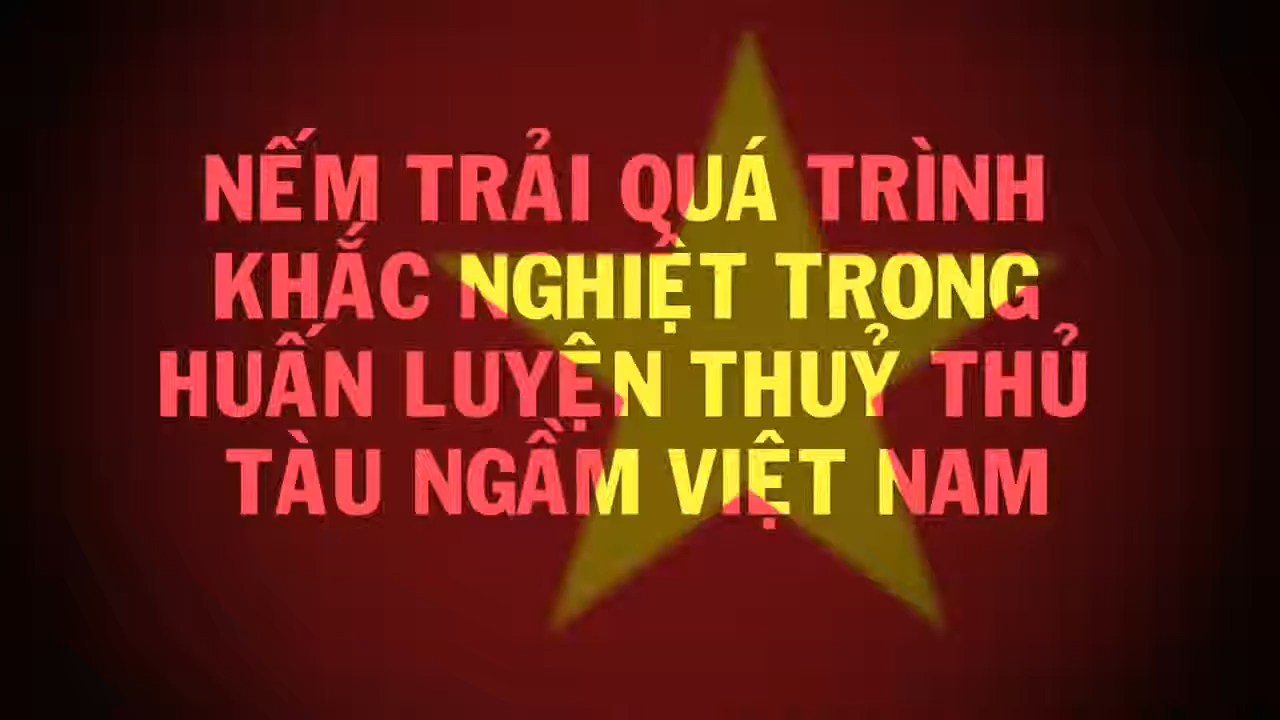 NẾM TRẢI QUÁ TRÌNH
KHẮC NGHIỆT TRONG
HUẤN LUYỆN THUỶ THỦ
TÀU NGẦM VIỆT NAM